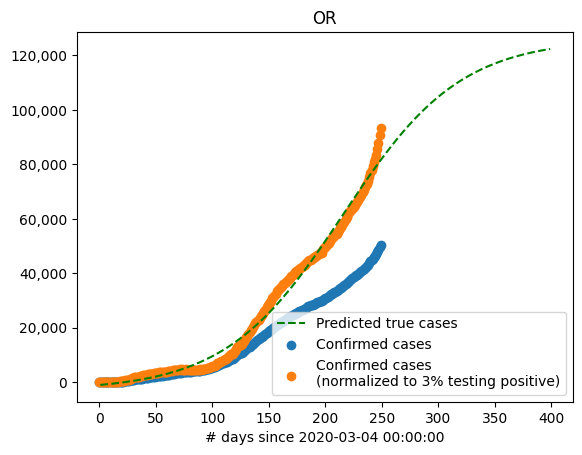 OR
120,000
100,000
80,000
60,000
40,000
20,000
0
Predicted true cases
Confirmed cases
Confirmed cases
(normalized to 3% testing positive)
0 50 100 150 200 250 300 350 400
# days since 2020-03-04 00:00:00